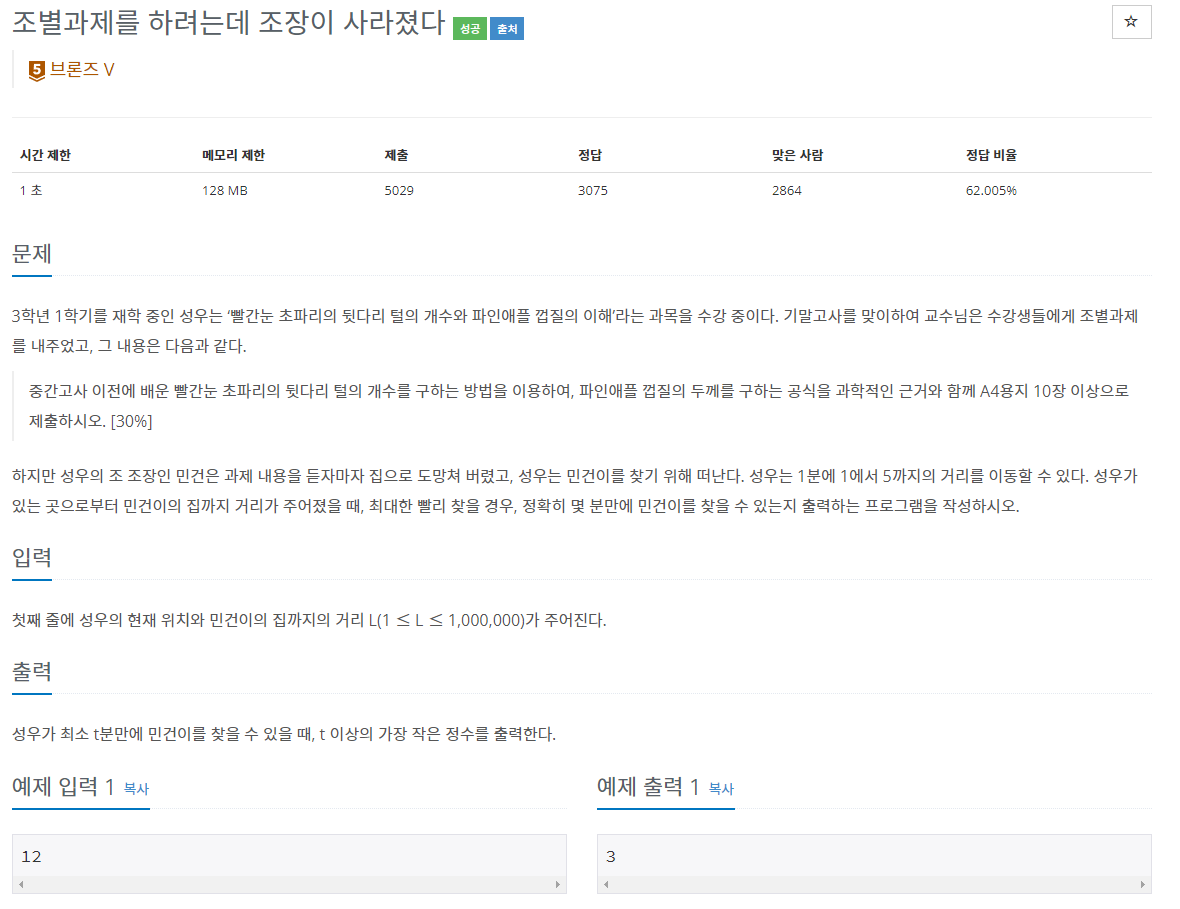 조별과제를 하려는데 조장이 사라졌다 성공 출처
5 브론즈 V
시간 제한 메모리 제한 제출 정답 맞은 사람 정답 비율
1 초 128 MB 5029 3075 2864 62.005%
문제
3학년 1학기를 재학 중인 성우는 ‘빨간눈 초파리의 뒷다리 털의 개수와 파인애플 껍질의 이해’라는 과목을 수강 중이다. 기말고사를 맞이하여 교수님은 수강생들에게 조별과제
를 내주었고, 그 내용은 다음과 같다.
중간고사 이전에 배운 빨간눈 초파리의 뒷다리 털의 개수를 구하는 방법을 이용하여, 파인애플 껍질의 두께를 구하는 공식을 과학적인 근거와 함께 A4용지 10장 이상으로
제출하시오. [30%]
하지만 성우의 조 조장인 민건은 과제 내용을 듣자마자 집으로 도망쳐 버렸고, 성우는 민건이를 찾기 위해 떠난다. 성우는 1분에 1에서 5까지의 거리를 이동할 수 있다. 성우가
있는 곳으로부터 민건이의 집까지 거리가 주어졌을 때, 최대한 빨리 찾을 경우, 정확히 몇 분만에 민건이를 찾을 수 있는지 출력하는 프로그램을 작성하시오.
입력
첫째 줄에 성우의 현재 위치와 민건이의 집까지의 거리 L(1 ≤ L ≤ 1,000,000)가 주어진다.
출력
성우가 최소 t분만에 민건이를 찾을 수 있을 때, t 이상의 가장 작은 정수를 출력한다.
예제 입력 1 복사
12
예제 출력 1 복사
3